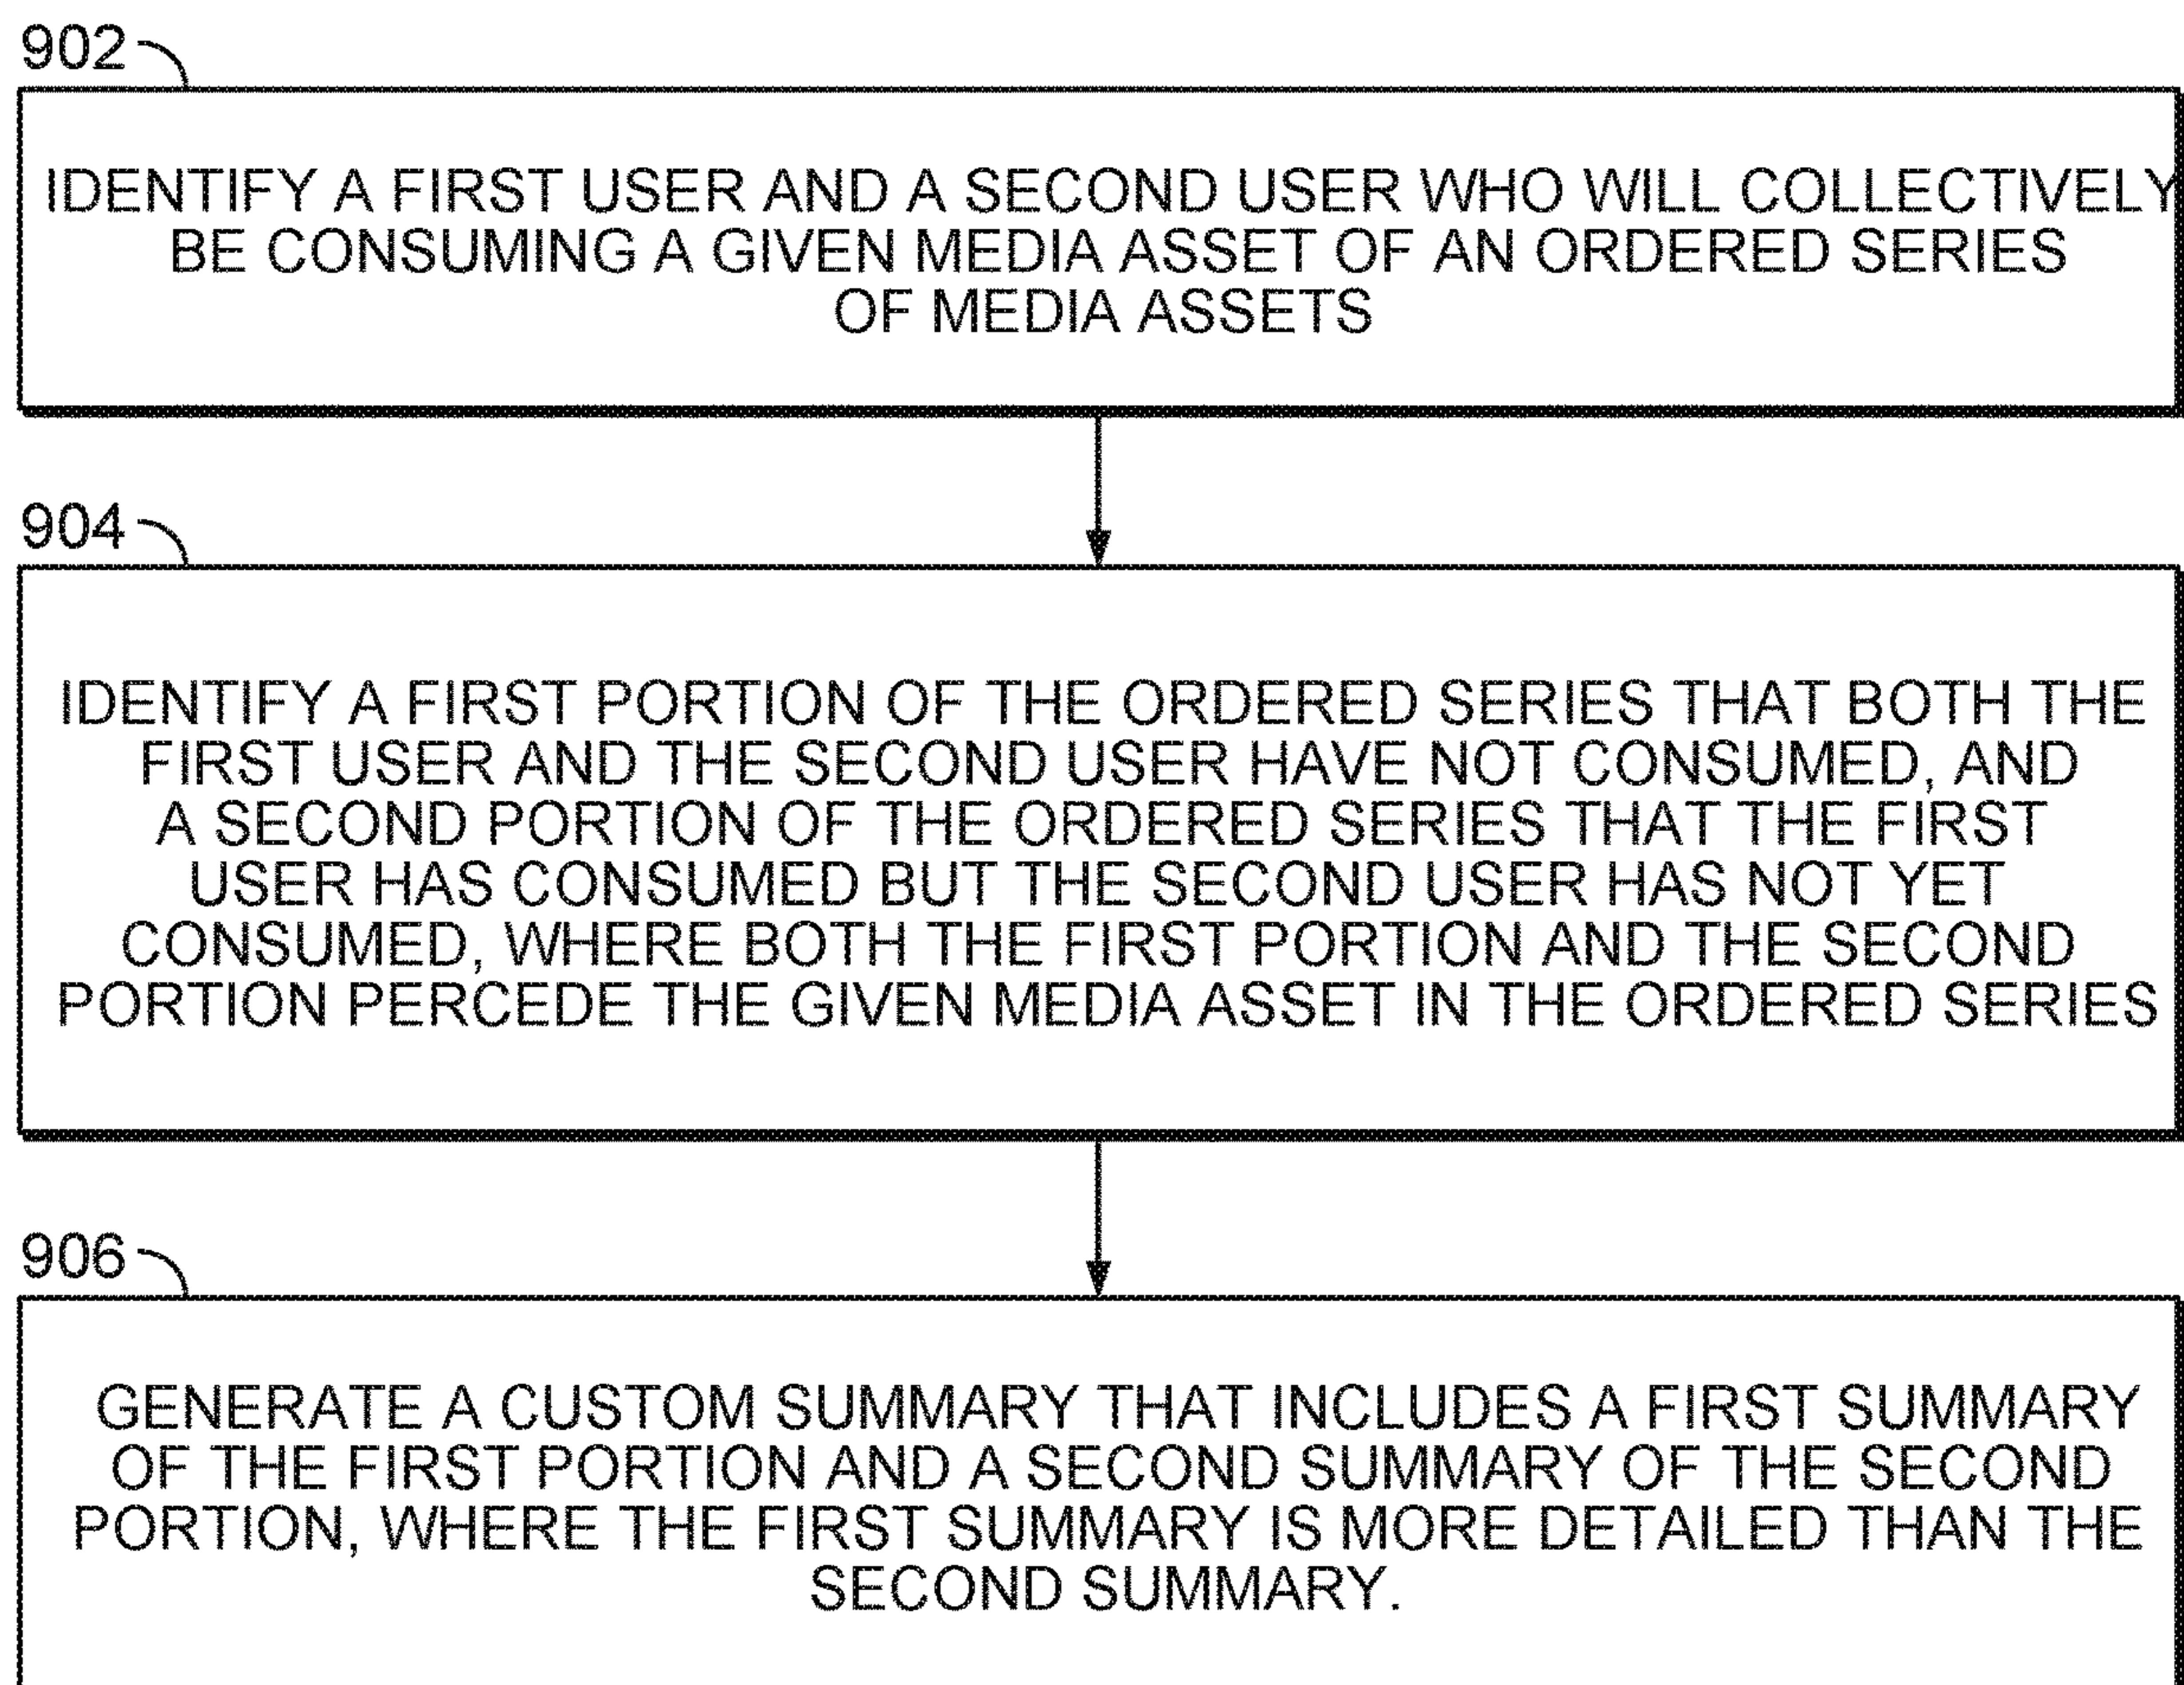 902
IDENTIFY A FIRST USER AND A SECOND USER WHO WILL COLLECTIVELY
BE CONSUMING A GIVEN MEDIA ASSET OF AN ORDERED SERIES
OF MEDIA ASSETS
904
IDENTIFY A FIRST PORTION OF THE ORDERED SERIES THAT BOTH THE
FIRST USER AND THE SECOND USER HAVE NOT CONSUMED, AND
A SECOND PORTION OF THE ORDERED SERIES THAT THE FIRST
USER HAS CONSUMED BUT THE SECOND USER HAS NOT YET
CONSUMED, WHERE BOTH THE FIRST PORTION AND THE SECOND
PORTION PERCEDE THE GIVEN MEDIA ASSET IN THE ORDERED SERIES
906
GENERATE A CUSTOM SUMMARY THAT INCLUDES A FIRST SUMMARY
OF THE FIRST PORTION AND A SECOND SUMMARY OF THE SECOND
PORTION, WHERE THE FIRST SUMMARY IS MORE DETAILED THAN THE
SECOND SUMMARY.